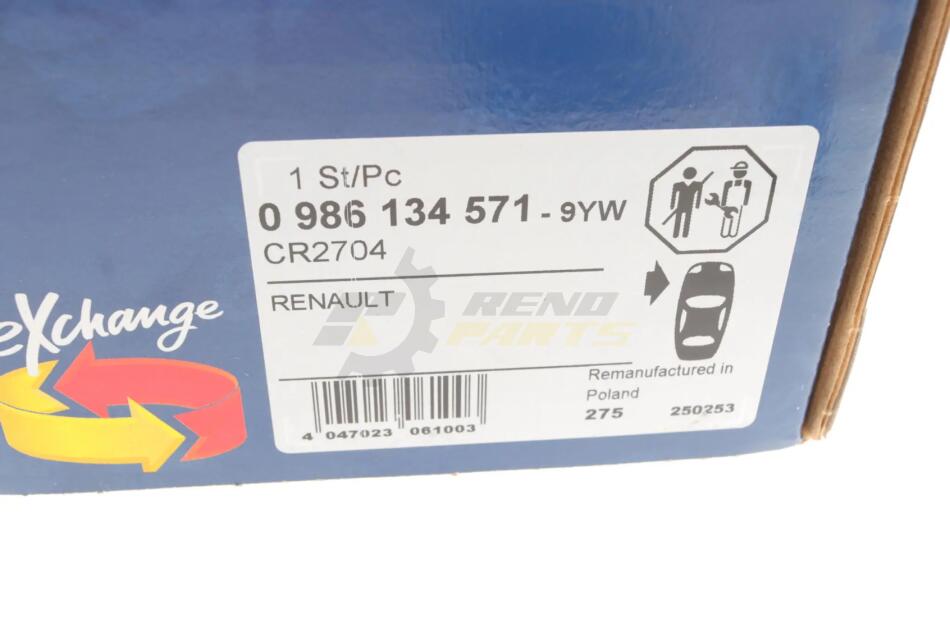 1 St/Pc
0 986 134 571 - 9YW
CR2704
RENAULT
RENO
PARTS
eXchange
Remanufactured in
Poland
275 250253
4 047023 061003